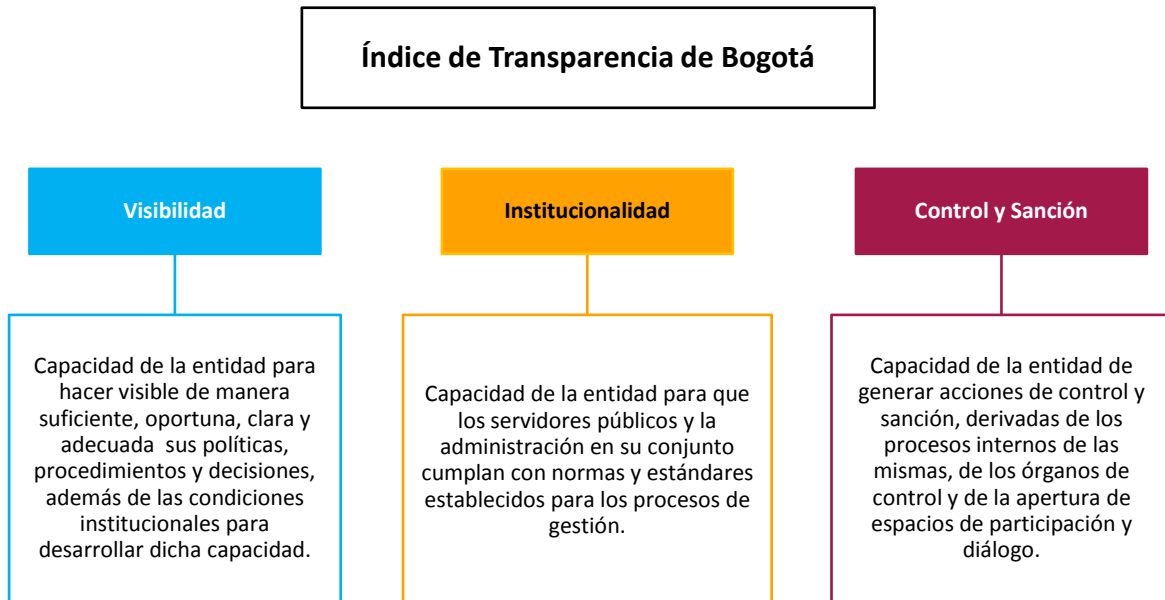 Índice de Transparencia de Bogotá
Visibilidad
Capacidad de la entidad para
hacer visible de manera
suficiente, oportuna, clara y
adecuada sus políticas,
procedimientos y decisiones,
además de las condiciones
institucionales para
desarrollar dicha capacidad.
Institucionalidad
Capacidad de la entidad para que
los servidores públicos y la
administración en su conjunto
cumplan con normas y estándares
establecidos para los procesos de
gestión.
Control y Sanción
Capacidad de la entidad de
generar acciones de control y
sanción, derivadas de los
procesos internos de las
mismas, de los órganos de
control y de la apertura de
espacios de participación y
diálogo.